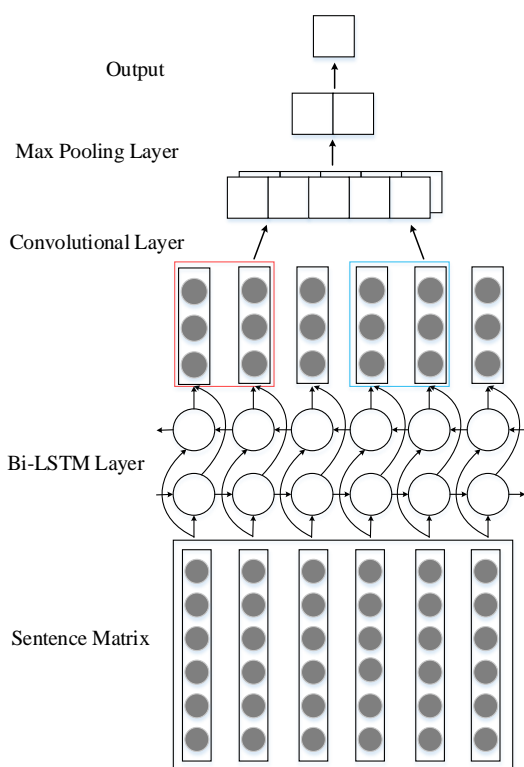 Output
Max Pooling Layer
Convolutional Layer
Bi-LSTM Layer
Sentence Matrix